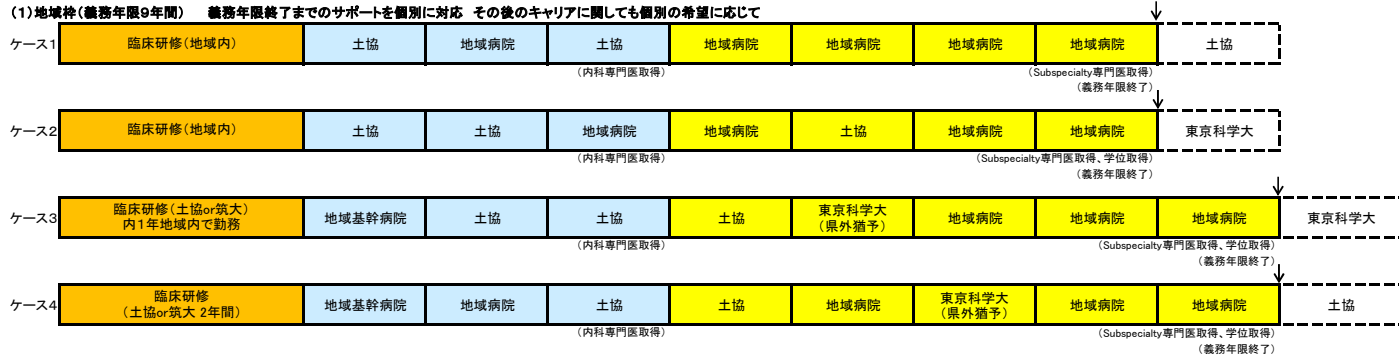 (1)地域枠(義務年限9年間)　義務年限終了までのサポートを個別に対応 その後のキャリアに関しても個別の希望に応じて
ケース1 臨床研修(地域内) 土協 地域病院 土協 地域病院 地域病院 地域病院 地域病院 土協
(内科専門医取得) (Subspecialty専門医取得)
(義務年限終了)
ケース2 臨床研修(地域内) 土協 土協 地域病院 地域病院 土協 地域病院 地域病院 東京科学大
(内科専門医取得) (Subspecialty専門医取得、学位取得)
(義務年限終了)
ケース3 臨床研修(土協or筑大) 地域基幹病院 土協 土協 土協 東京科学大 地域病院 地域病院 地域病院 東京科学大
内1年地域内で勤務 (県外猶予)
(内科専門医取得) (Subspecialty専門医取得、学位取得)
(義務年限終了)
ケース4 臨床研修 地域基幹病院 地域病院 土協 土協 地域病院 東京科学大 地域病院 地域病院 土協
(土協or筑大 2年間) (県外猶予)
(内科専門医取得) (Subspecialty専門医取得、学位取得)
(義務年限終了)